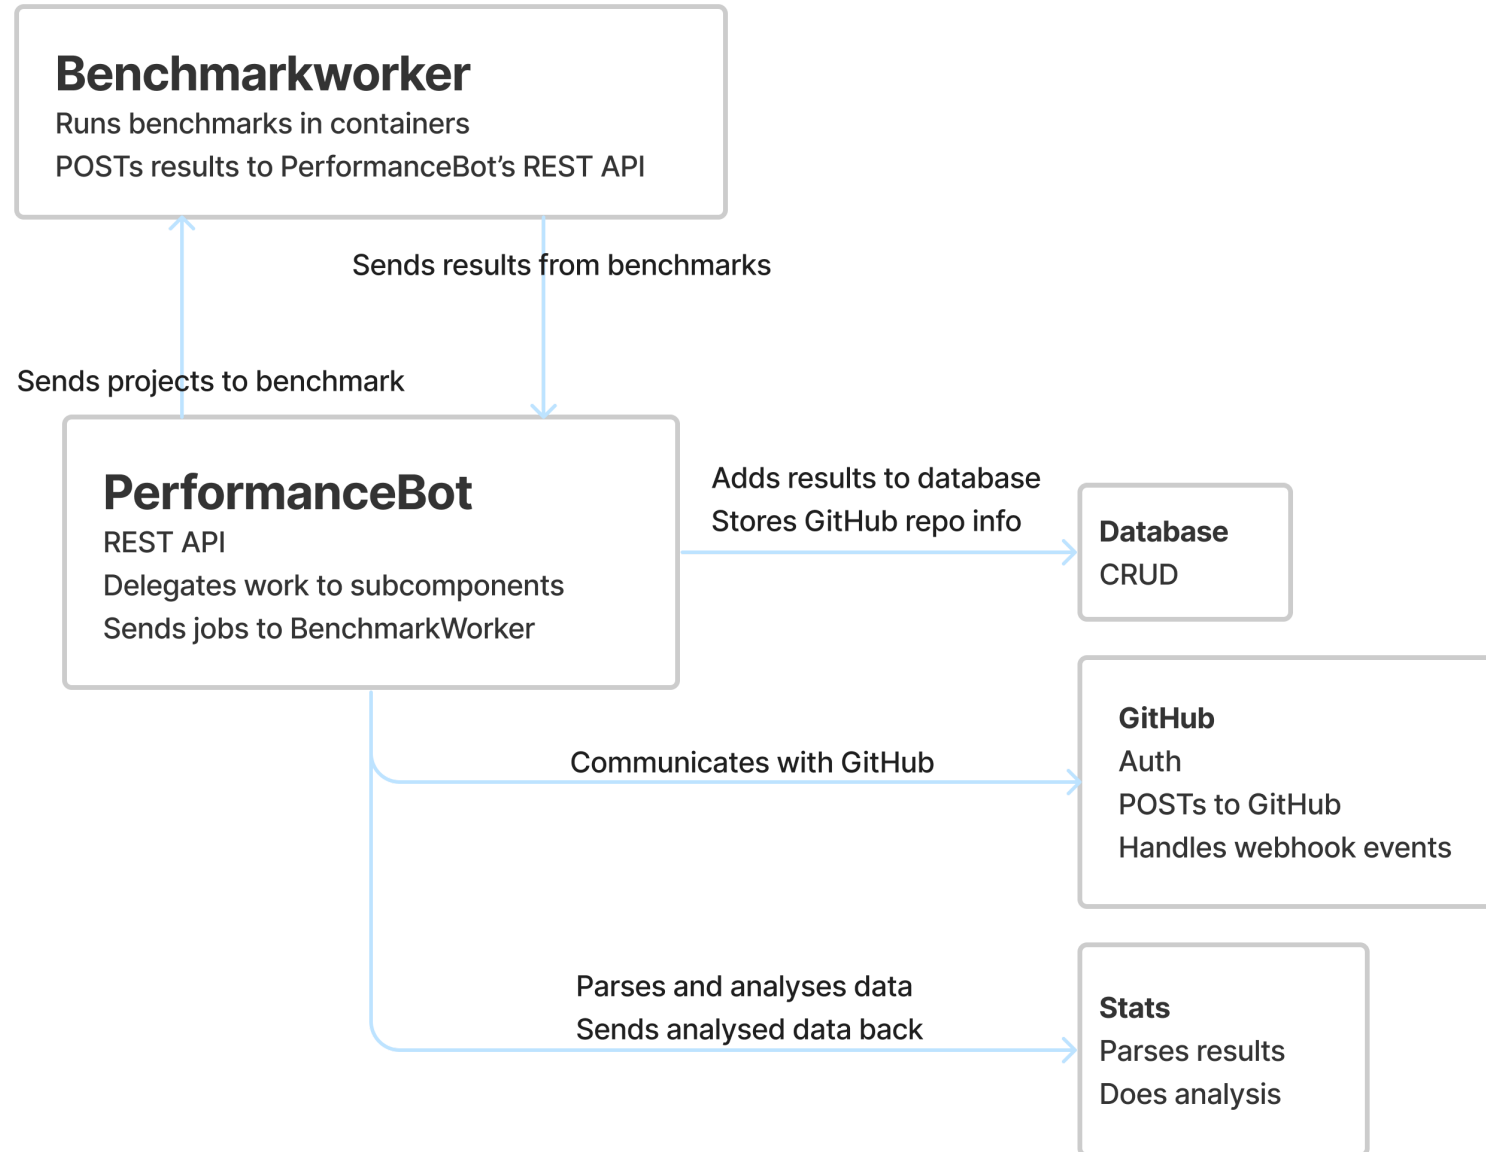 Benchmarkworker
Runs benchmarks in containers
POSTs results to PerformanceBot’s REST API
Sends results from benchmarks
Sends projects to benchmark
PerformanceBot
REST API
Delegates work to subcomponents
Sends jobs to BenchmarkWorker
Adds results to database
Stores GitHub repo info
Database
CRUD
GitHub
Auth
POSTs to GitHub
Handles webhook events
Communicates with GitHub
Parses and analyses data
Sends analysed data back
Stats
Parses results
Does analysis